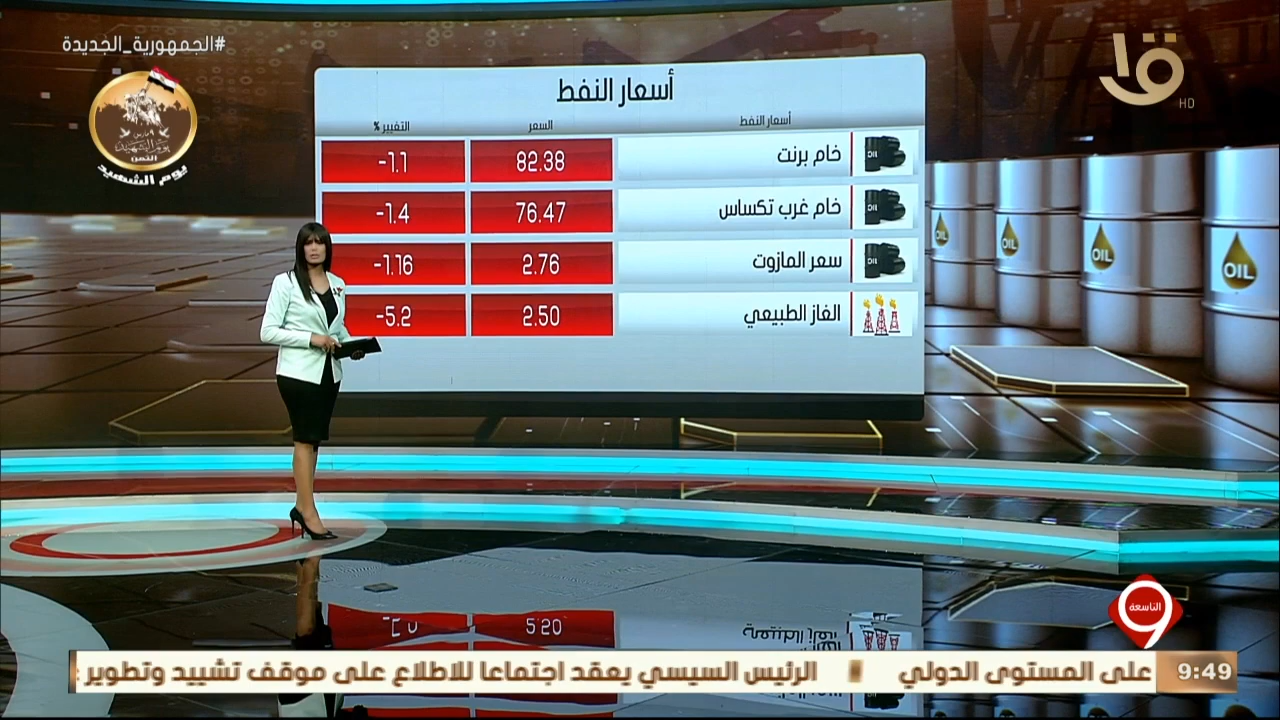 #الجمهورية_الجديدة
HD
يوم الشهيد
أسعار النفط
أسعار النفط السعر التغيير %
خام برنت 82.38 -1.1
خام غرب تكساس 76.47 -1.4
سعر المازوت 2.76 -1.16
الغاز الطبيعي 2.50 -5.2
OIL
OIL
OIL
OIL
التاسعة
9
9:49
على المستوى الدولي
الرئيس السيسي يعقد اجتماعا للاطلاع على موقف تشييد وتطوير